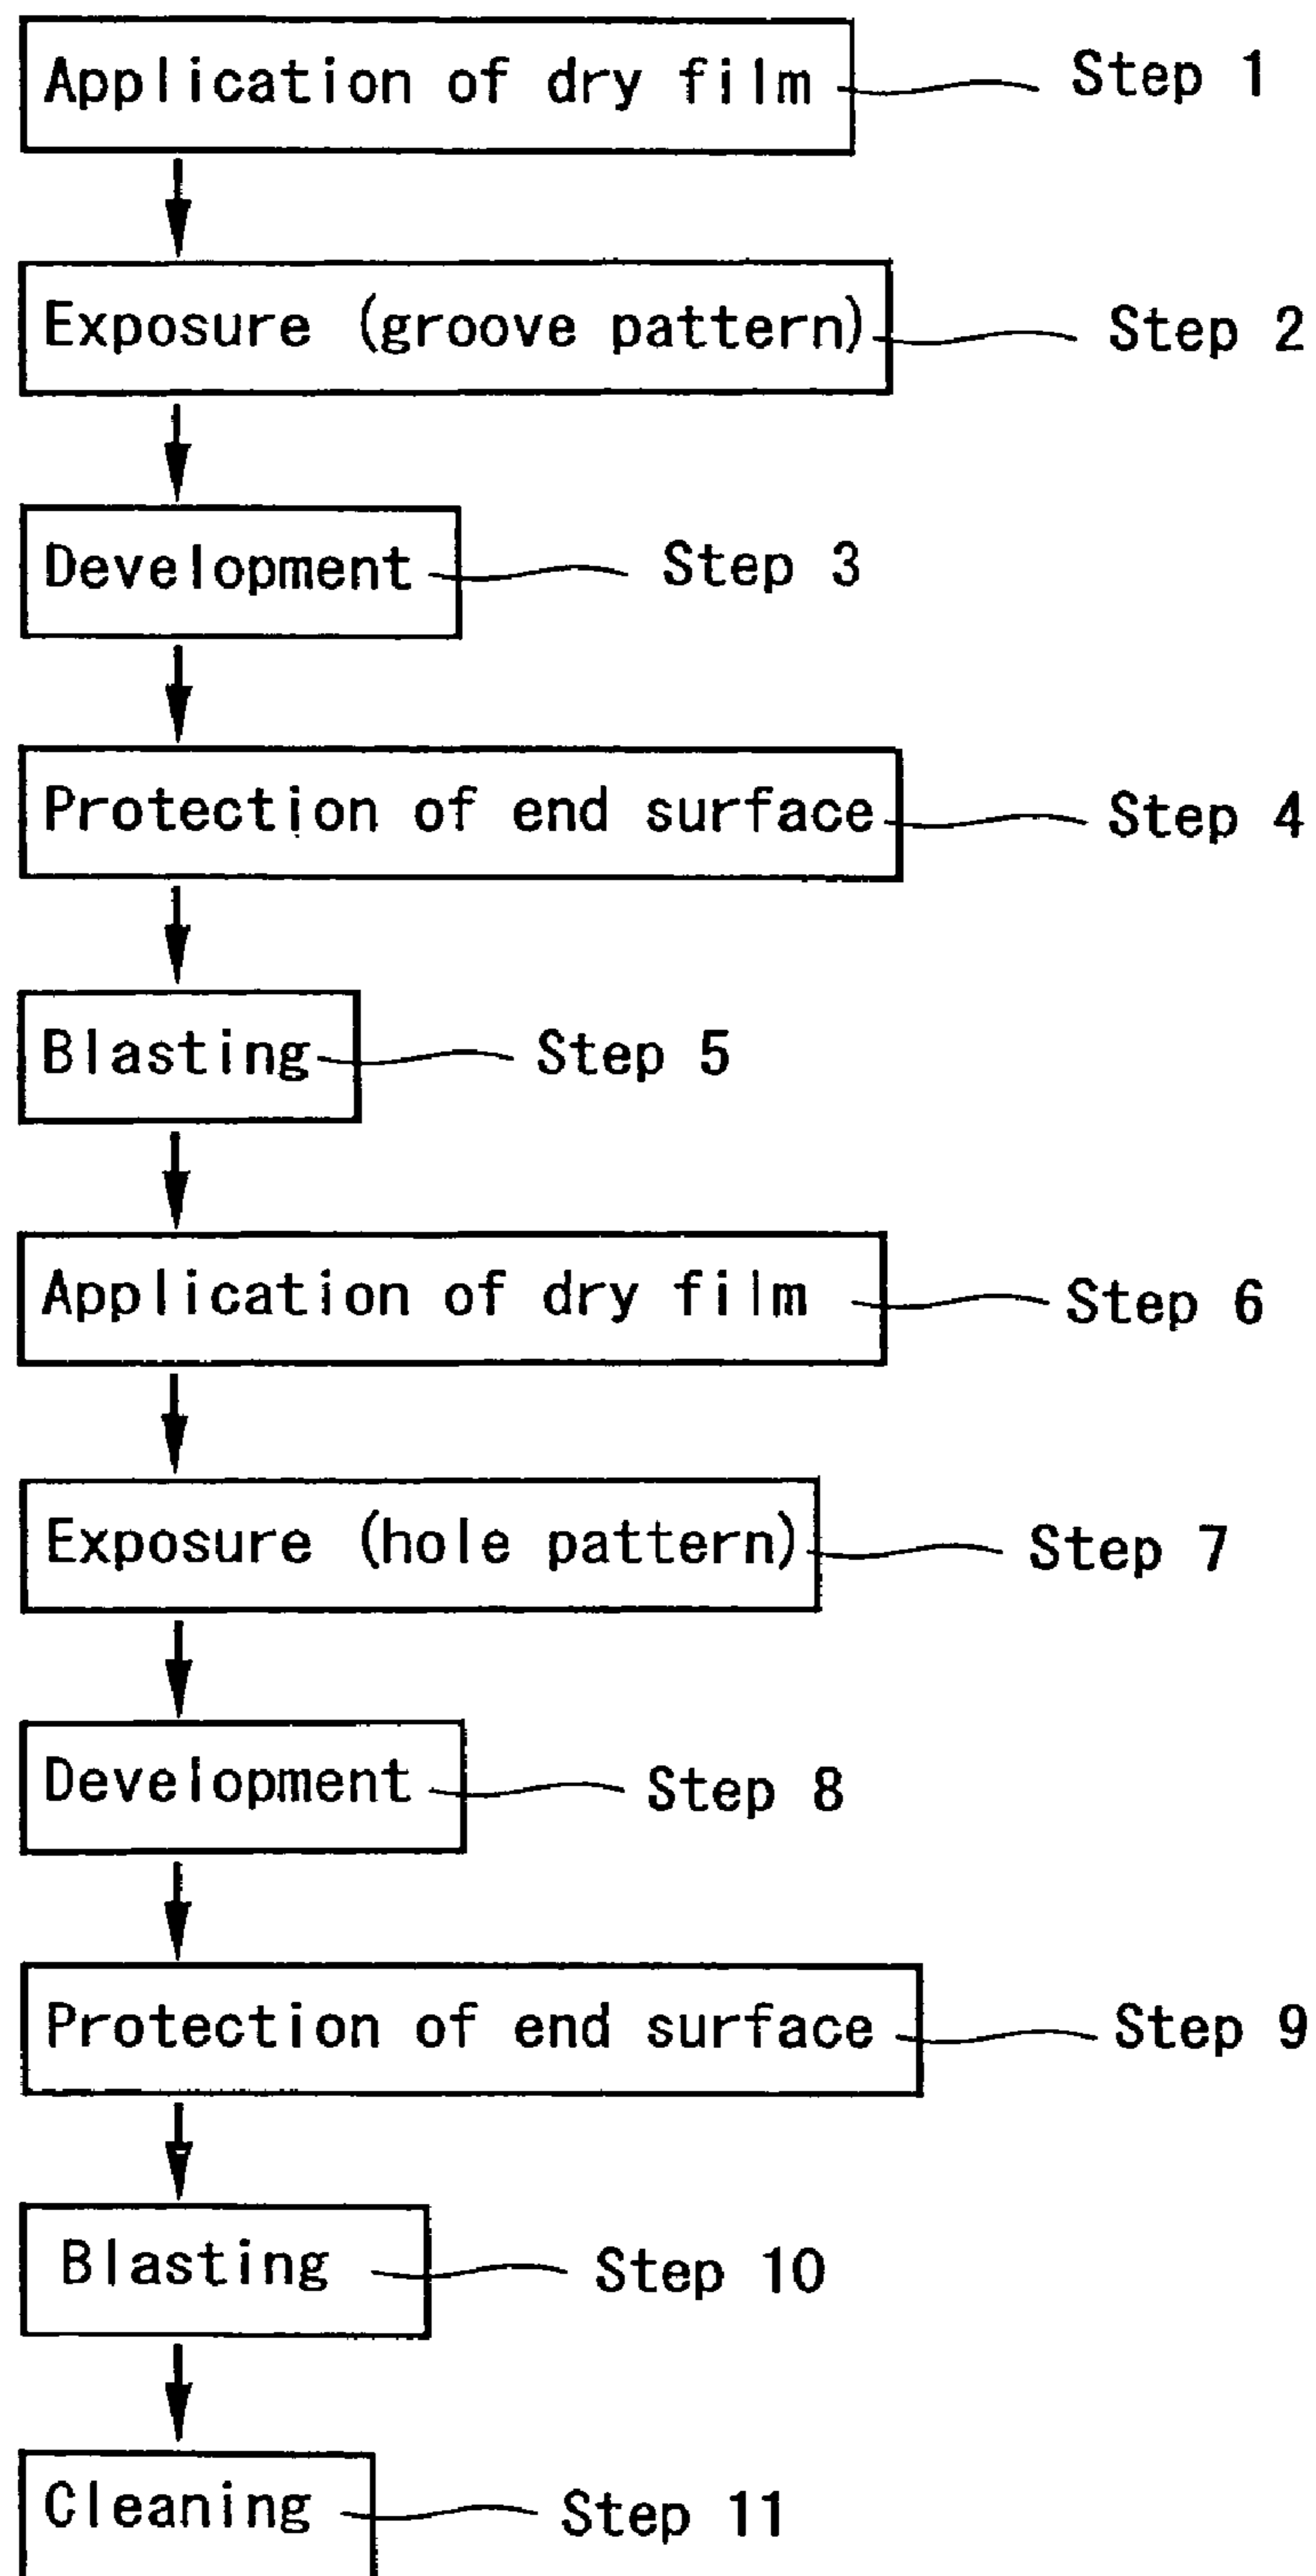 Application of dry film Step 1
Exposure (groove pattern) Step 2
Development Step 3
Protection of end surface Step 4
Blasting Step 5
Application of dry film Step 6
Exposure (hole pattern) Step 7
Development Step 8
Protection of end surface Step 9
Blasting Step 10
Cleaning Step 11